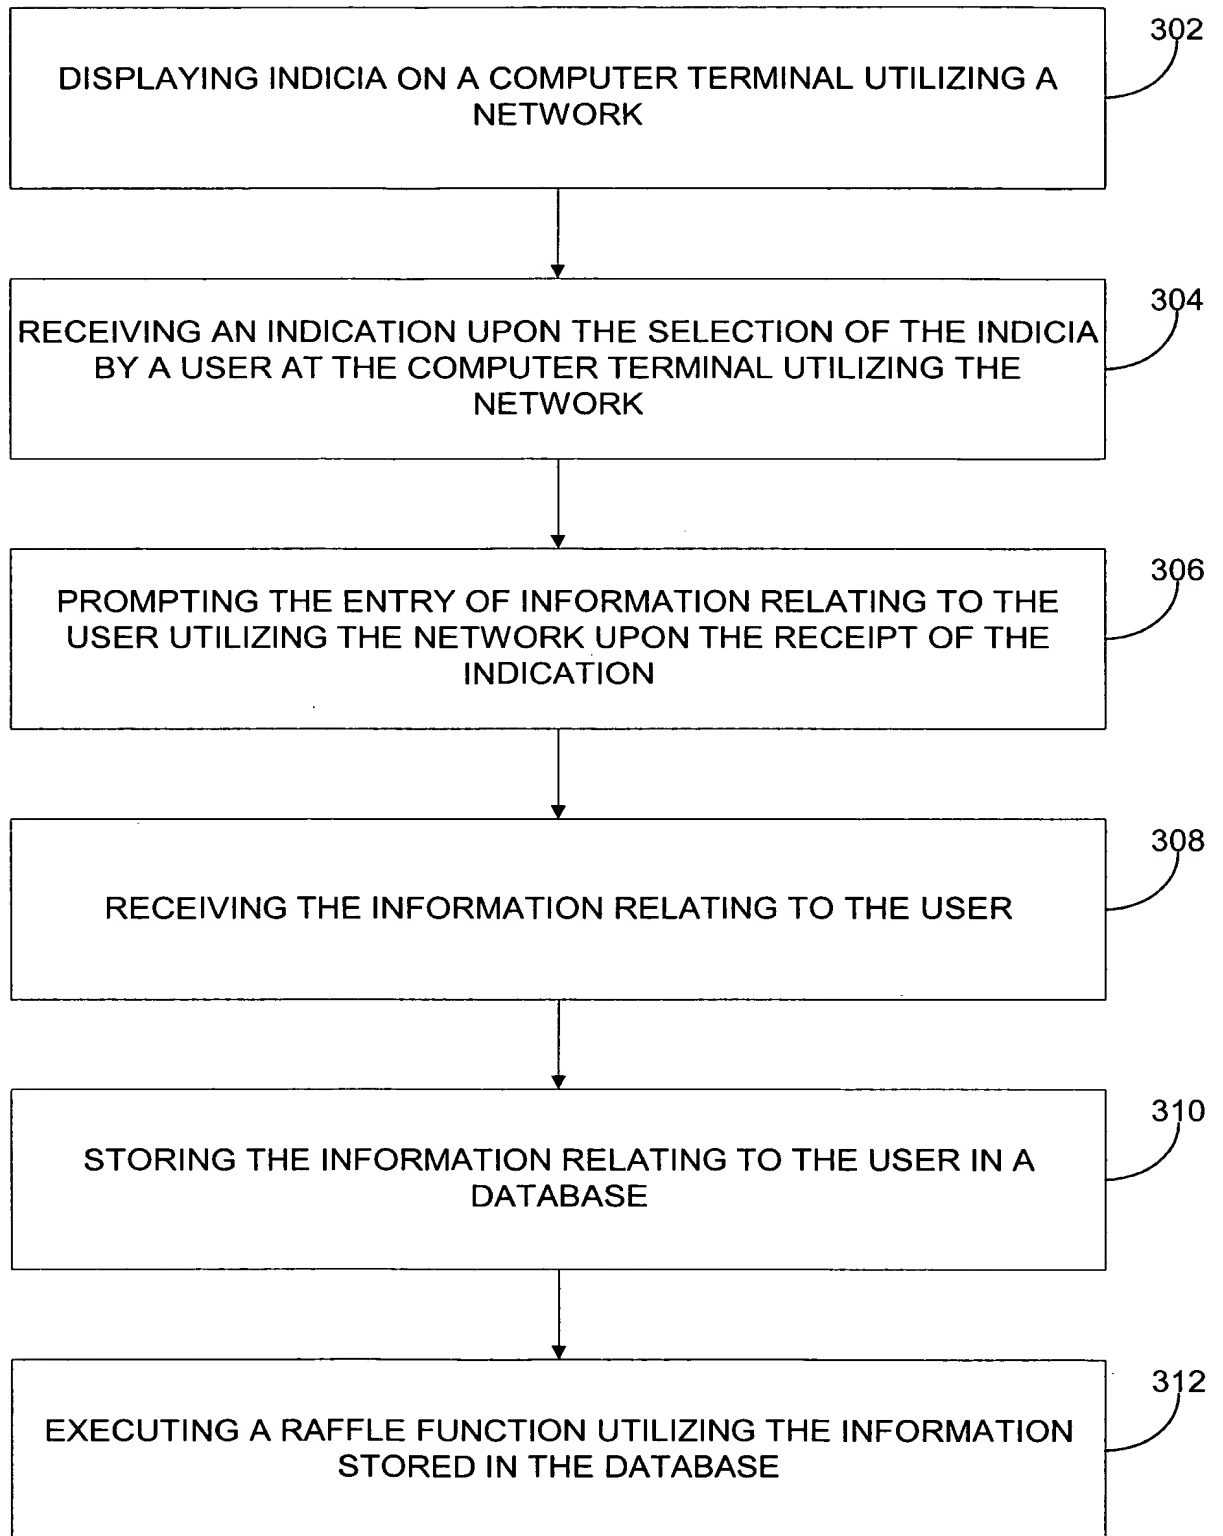 302
DISPLAYING INDICIA ON A COMPUTER TERMINAL UTILIZING A
NETWORK
304
RECEIVING AN INDICATION UPON THE SELECTION OF THE INDICIA
BY A USER AT THE COMPUTER TERMINAL UTILIZING THE
NETWORK
306
PROMPTING THE ENTRY OF INFORMATION RELATING TO THE
USER UTILIZING THE NETWORK UPON THE RECEIPT OF THE
INDICATION
308
RECEIVING THE INFORMATION RELATING TO THE USER
310
STORING THE INFORMATION RELATING TO THE USER IN A
DATABASE
312
EXECUTING A RAFFLE FUNCTION UTILIZING THE INFORMATION
STORED IN THE DATABASE